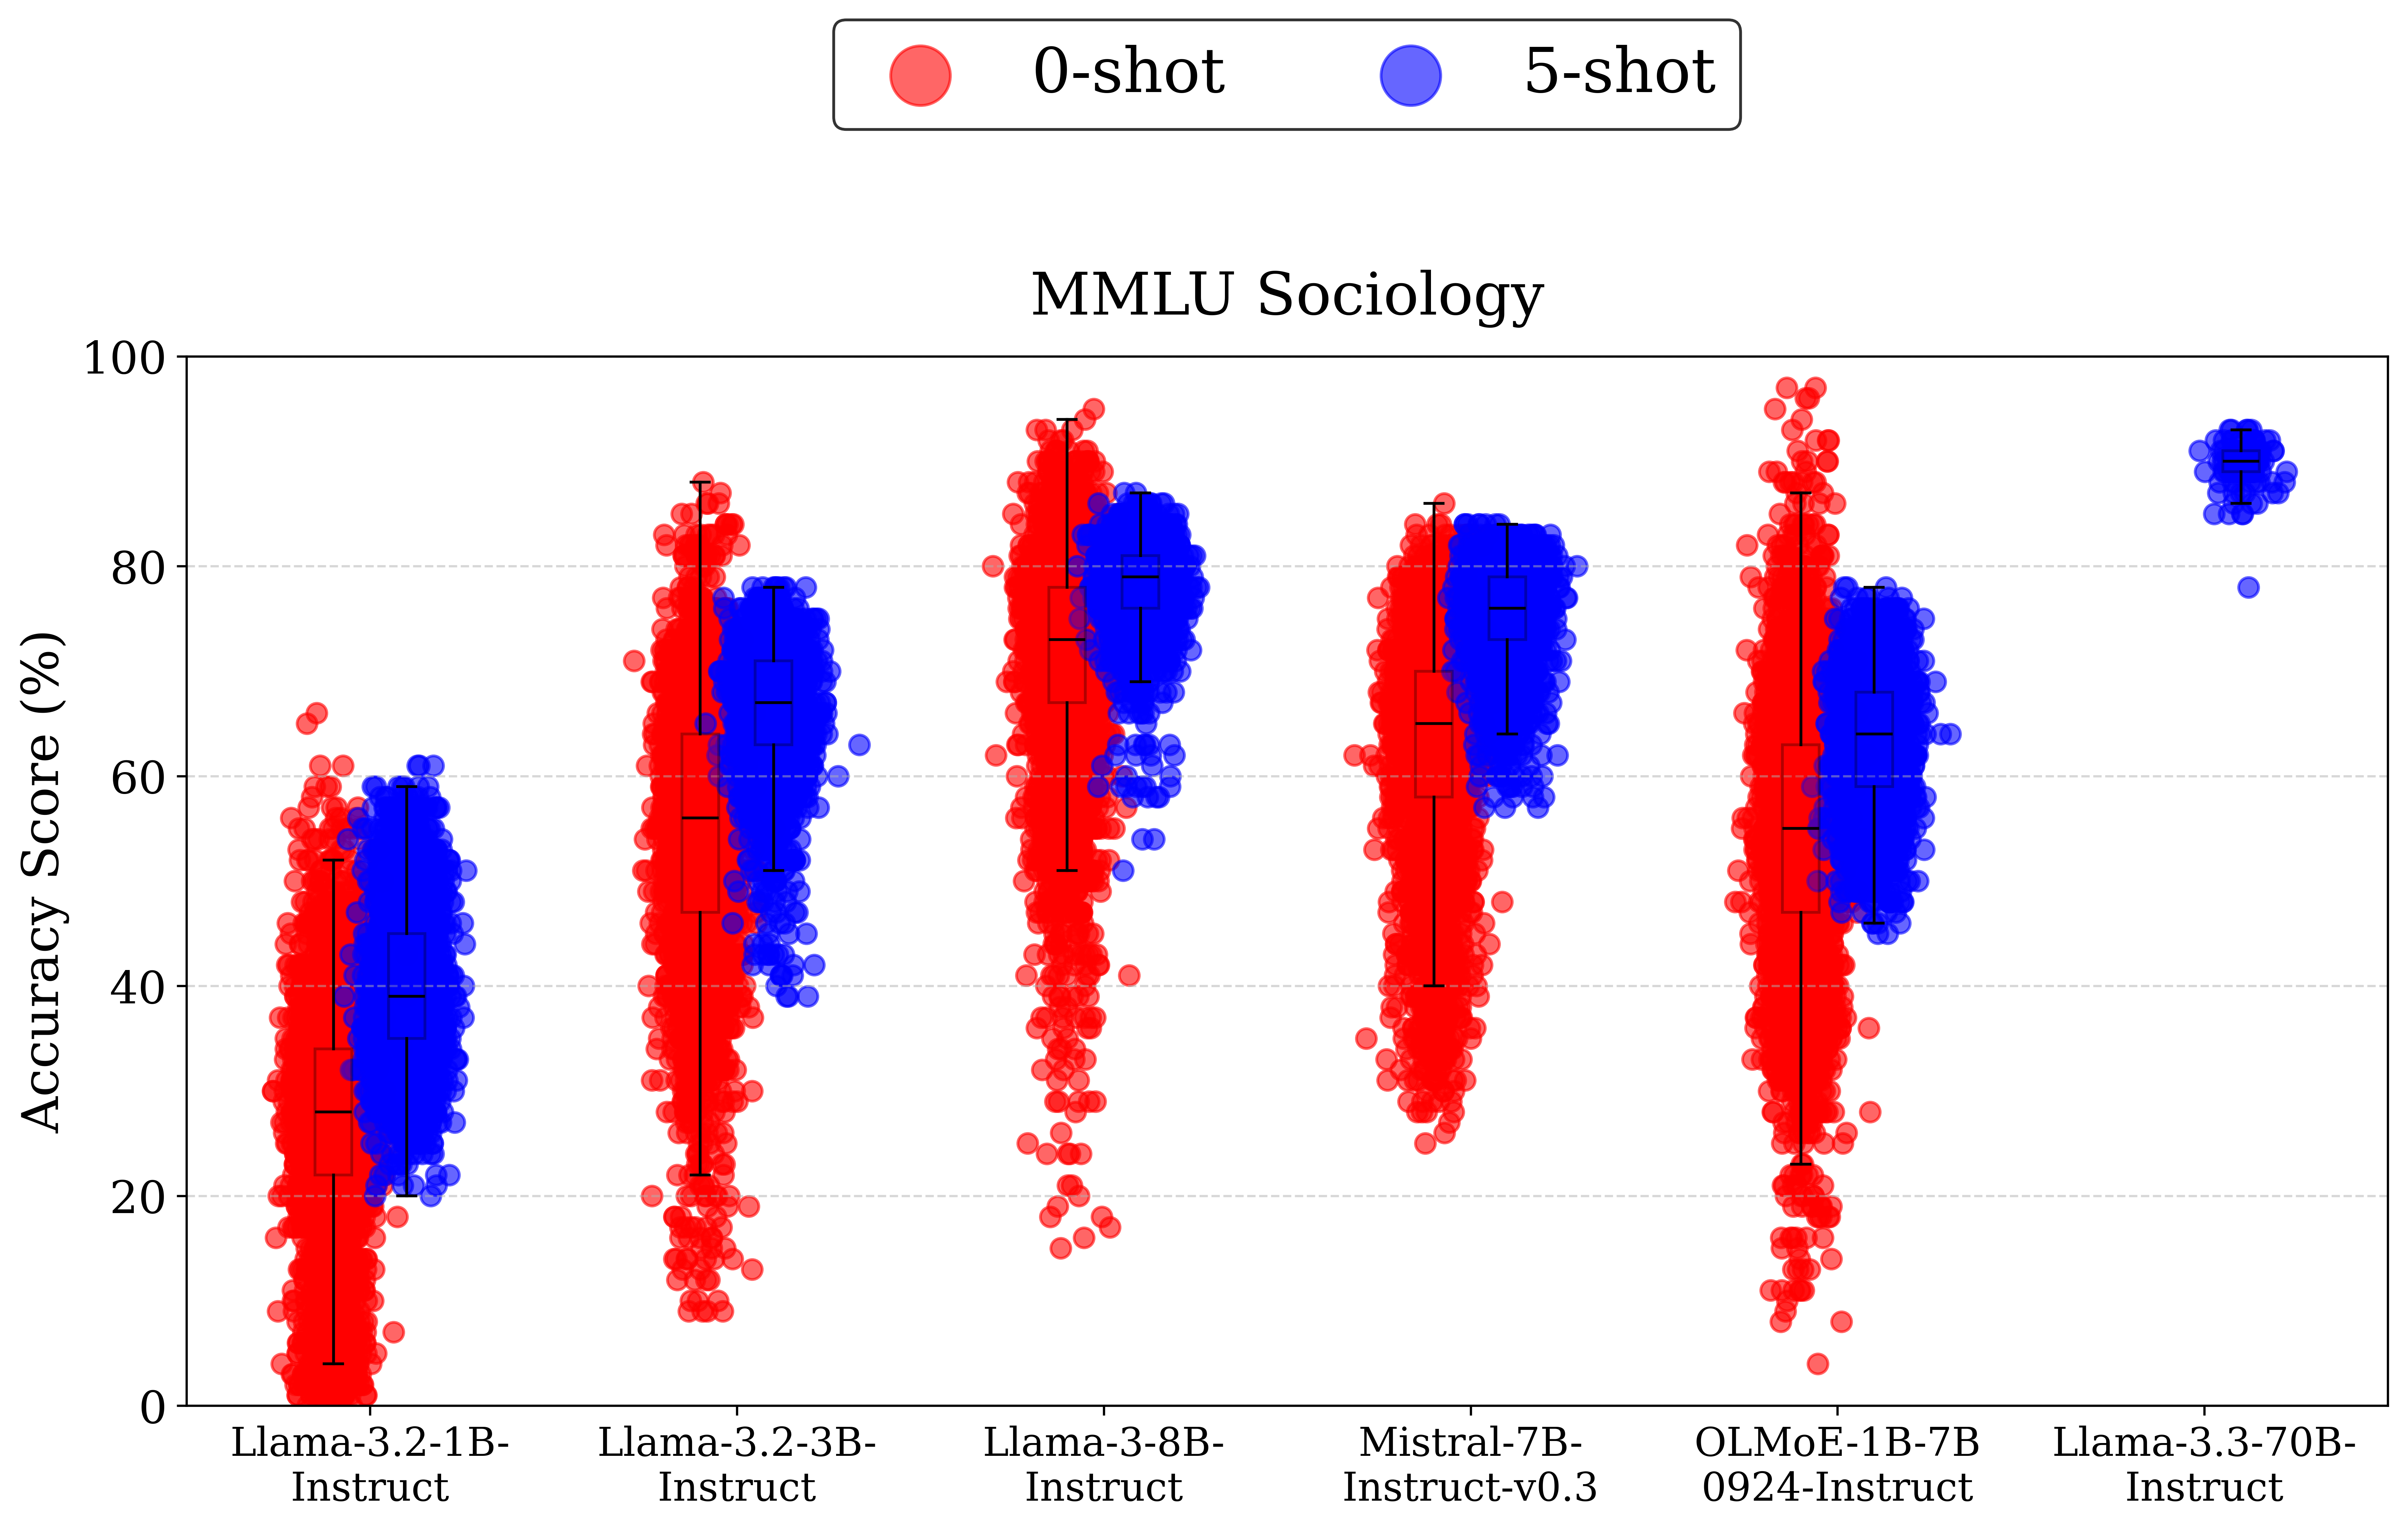 0-shot 5-shot
MMLU Sociology
Accuracy Score (%)
100
80
60
40
20
0
Llama-3.2-1B-
Instruct
Llama-3.2-3B-
Instruct
Llama-3-8B-
Instruct
Mistral-7B-
Instruct-v0.3
OLMoE-1B-7B
0924-Instruct
Llama-3.3-70B-
Instruct